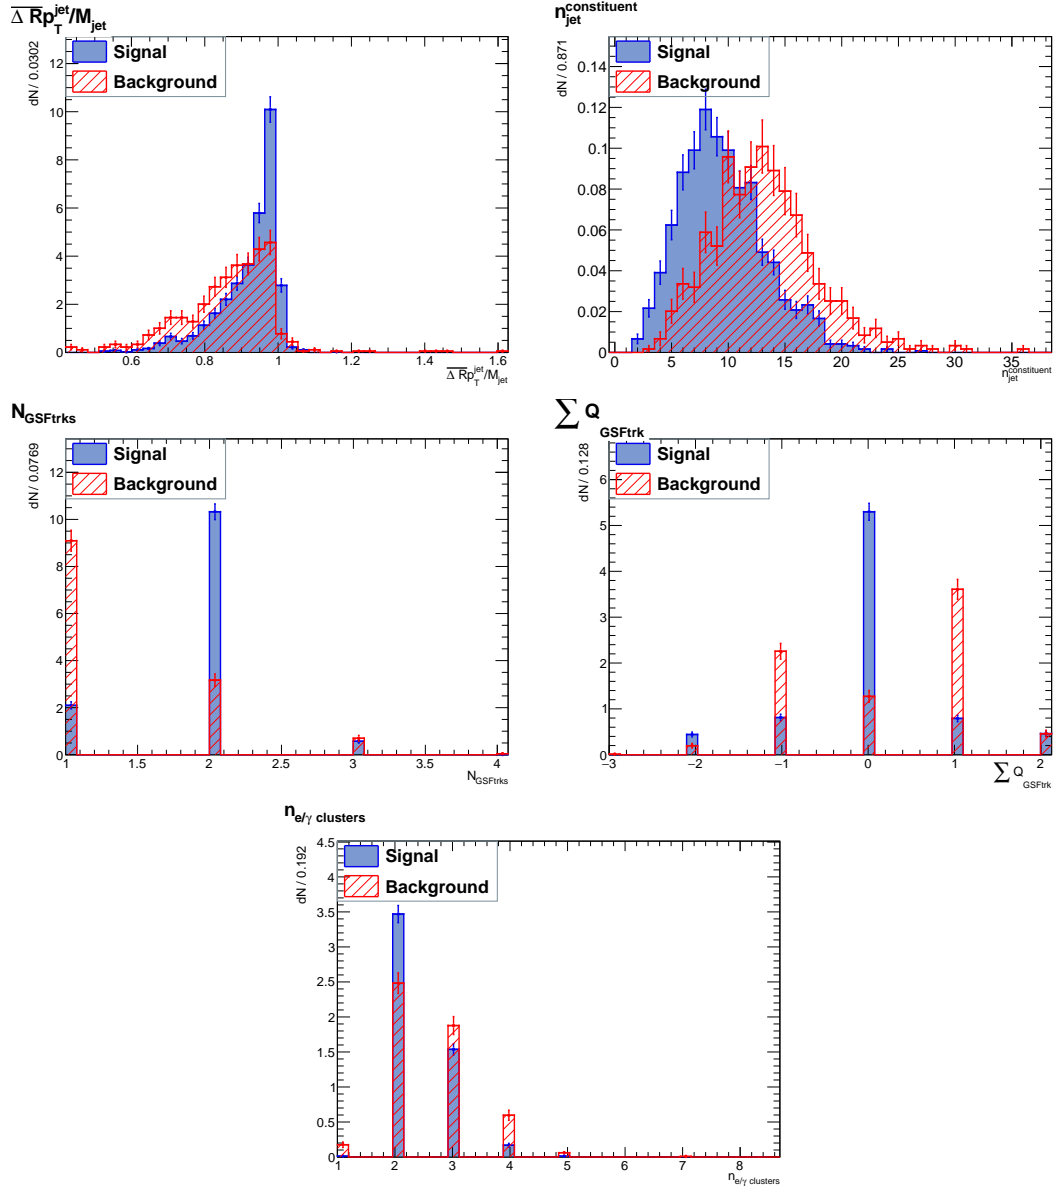 Δ R p_T^jet/M_jet
dN / 0.0302
Signal
Background
12
10
8
6
4
2
0
0.6
0.8
1
1.2
1.4
1.6
Δ R p_T^jet/M_jet
n_jet^constituent
dN / 0.871
Signal
Background
0.14
0.12
0.1
0.08
0.06
0.04
0.02
0
0
5
10
15
20
25
30
35
n_jet^constituent
N_GSFtrks
dN / 0.0769
Signal
Background
12
10
8
6
4
2
0
1
1.5
2
2.5
3
3.5
4
N_GSFtrks
∑ Q_GSFtrk
dN / 0.128
Signal
Background
6
5
4
3
2
1
0
−3
−2
−1
0
1
2
∑ Q_GSFtrk
n_e/γ clusters
dN / 0.192
Signal
Background
4.5
4
3.5
3
2.5
2
1.5
1
0.5
0
1
2
3
4
5
6
7
8
n_e/γ clusters